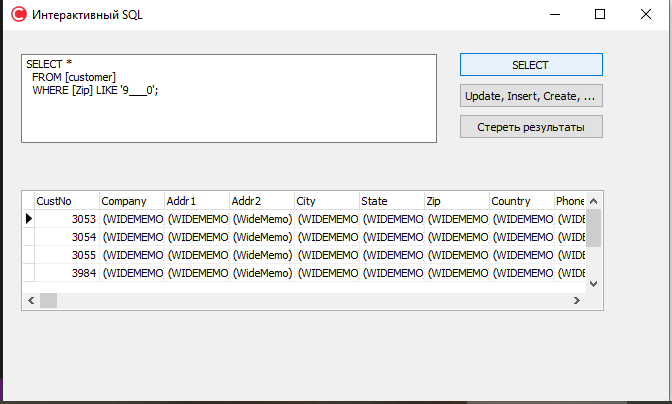 Интерактивный SQL
SELECT *
FROM [customer]
WHERE [Zip] LIKE '9___0';
SELECT
Update, Insert, Create, ...
Стереть результаты
CustNo Company Addr1 Addr2 City State Zip Country Phone
3053 (WIDEMEMO (WIDEMEMO (WideMemo) (WIDEMEMO (WIDEMEMO (WIDEMEMO (WIDEMEMO (WIDE
3054 (WIDEMEMO (WIDEMEMO (WideMemo) (WIDEMEMO (WIDEMEMO (WIDEMEMO (WIDEMEMO (WIDE
3055 (WIDEMEMO (WIDEMEMO (WideMemo) (WIDEMEMO (WIDEMEMO (WIDEMEMO (WIDEMEMO (WIDE
3984 (WIDEMEMO (WIDEMEMO (WideMemo) (WIDEMEMO (WIDEMEMO (WIDEMEMO (WIDEMEMO (WIDE